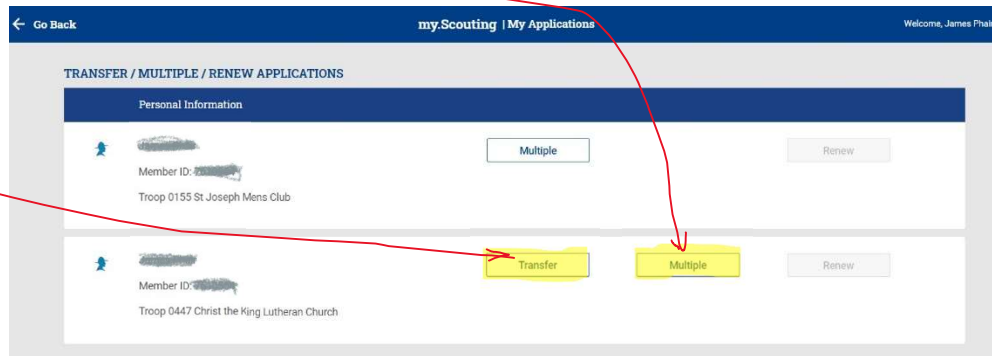 ← Go Back
my.Scouting | My Applications
Welcome, James
TRANSFER / MULTIPLE / RENEW APPLICATIONS
Personal Information
Multiple
Renew
Member ID:
Troop 0155 St Joseph Mens Club
Transfer
Multiple
Renew
Member ID:
Troop 0447 Christ the King Lutheran Church